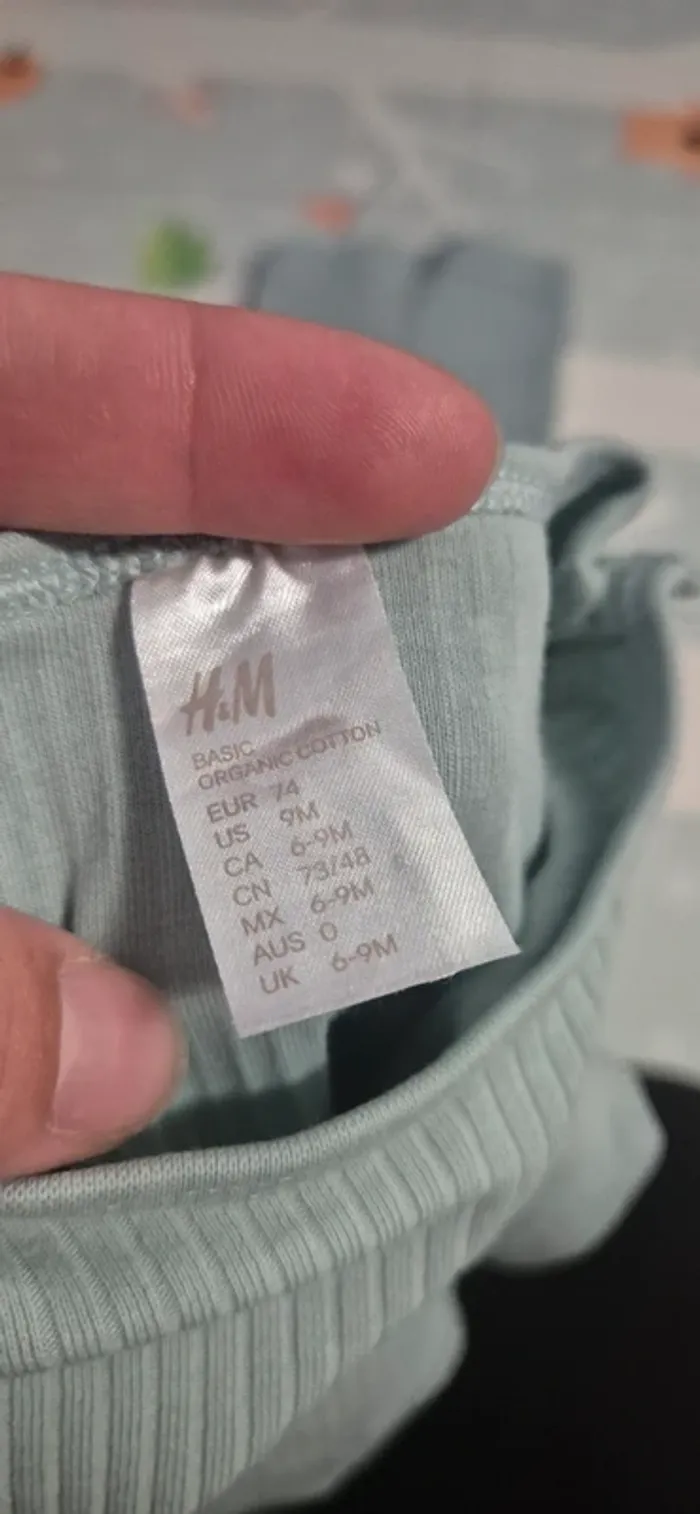 H&M
BASIC
ORGANIC COTTON
EUR 74
US 9M
CA 6-9M
CN 73/48
MX 6-9M
AUS 0
UK 6-9M